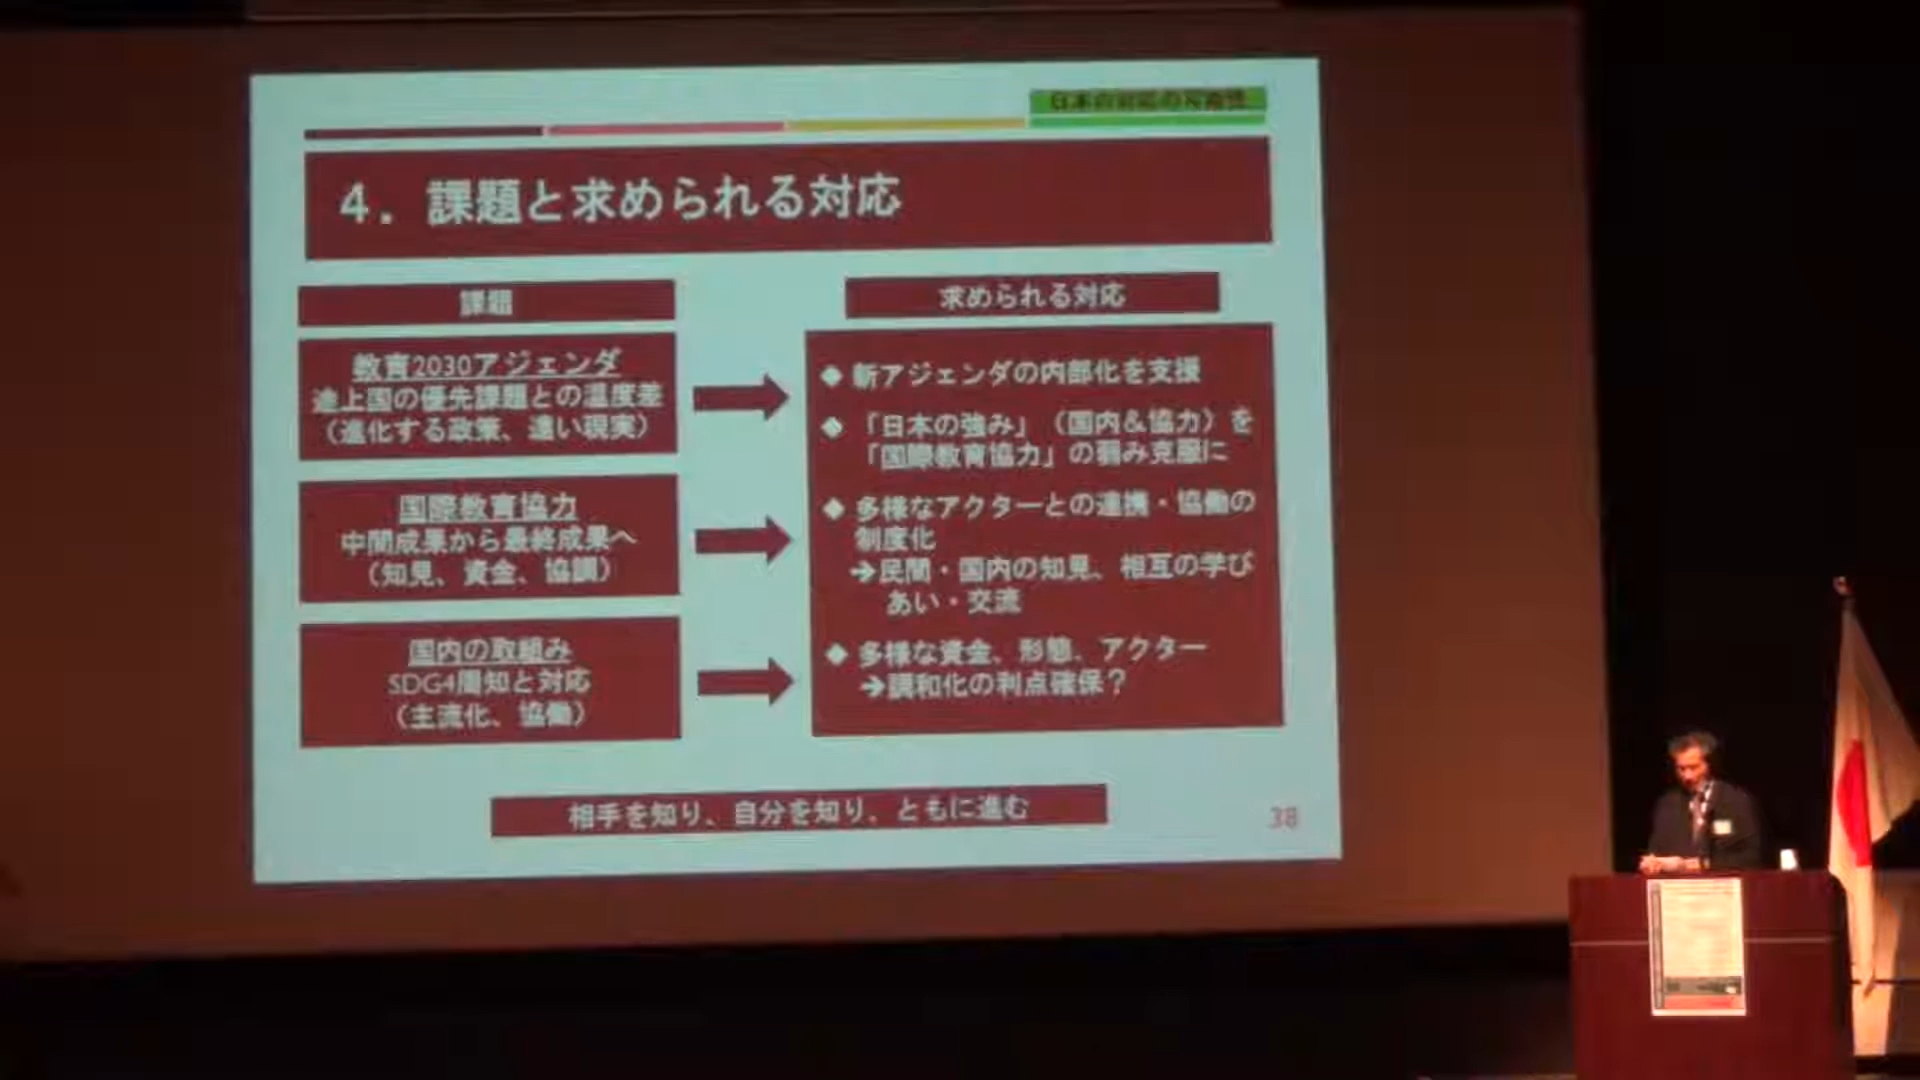 日本の対応の可能性
4．課題と求められる対応
課題
教育2030アジェンダ
途上国の優先課題との温度差
（進化する政策、遠い現実）
国際教育協力
中間成果から最終成果へ
（知見、資金、協調）
国内の取組み
SDG4周知と対応
（主流化、協働）
求められる対応
◆ 新アジェンダの内部化を支援
◆ 「日本の強み」（国内＆協力）を
「国際教育協力」の弱み克服に
◆ 多様なアクターとの連携・協働の
制度化
→民間・国内の知見、相互の学び
あい・交流
◆ 多様な資金、形態、アクター
→調和化の利点確保？
相手を知り、自分を知り、ともに進む
38